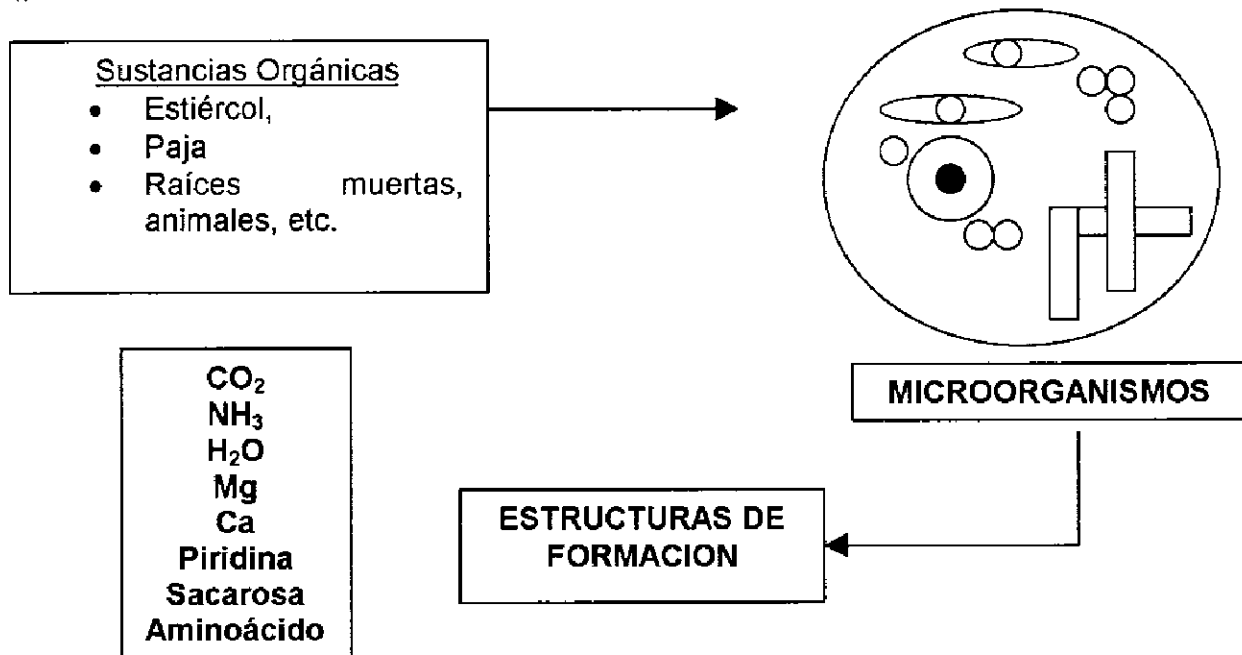 Sustancias Orgánicas
• Estiércol,
• Paja
• Raíces muertas,
animales, etc.
MICROORGANISMOS
CO₂
NH₃
H₂O
Mg
Ca
Piridina
Sacarosa
Aminoácido
ESTRUCTURAS DE
FORMACION